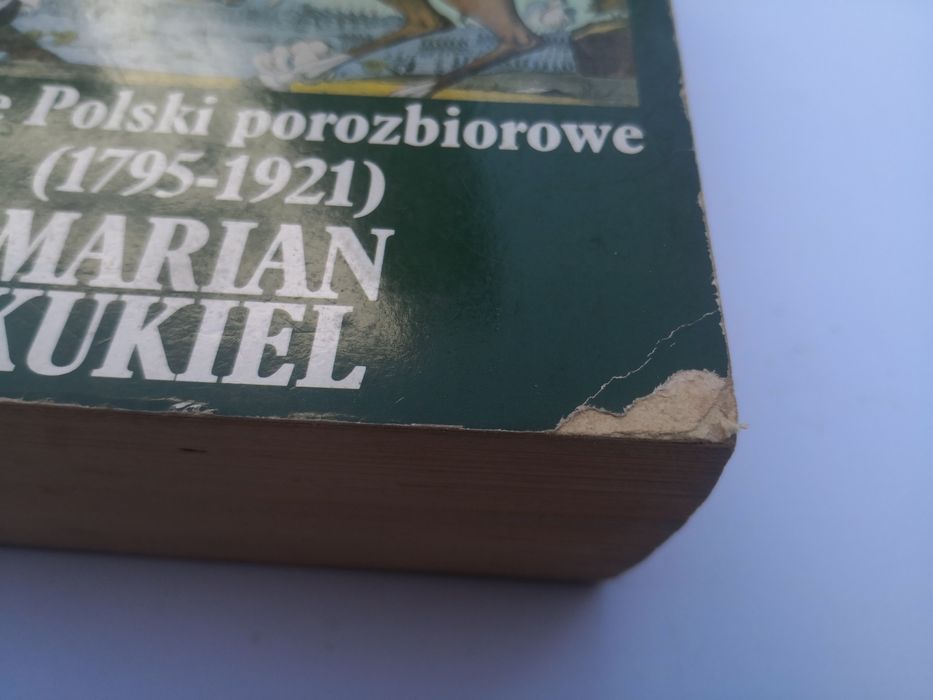 e Polski porozbiorowe
(1795-1921)
MARIAN
KUKIEL